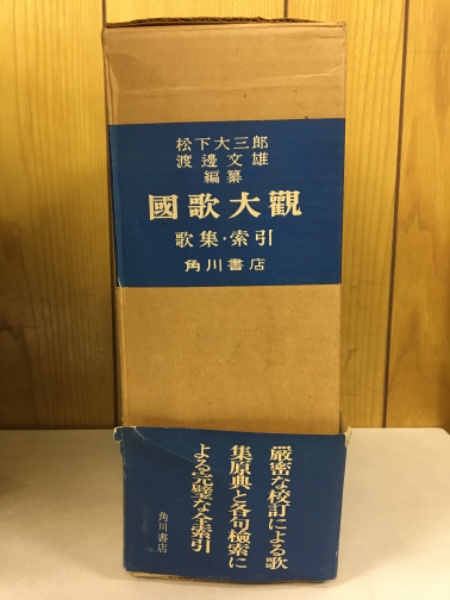 松下大三郎
渡邊文雄
編纂
國歌大觀
歌集・索引
角川書店
厳密な校訂による歌
集原典と各句檢索に
よる完璧な全索引
角川書店